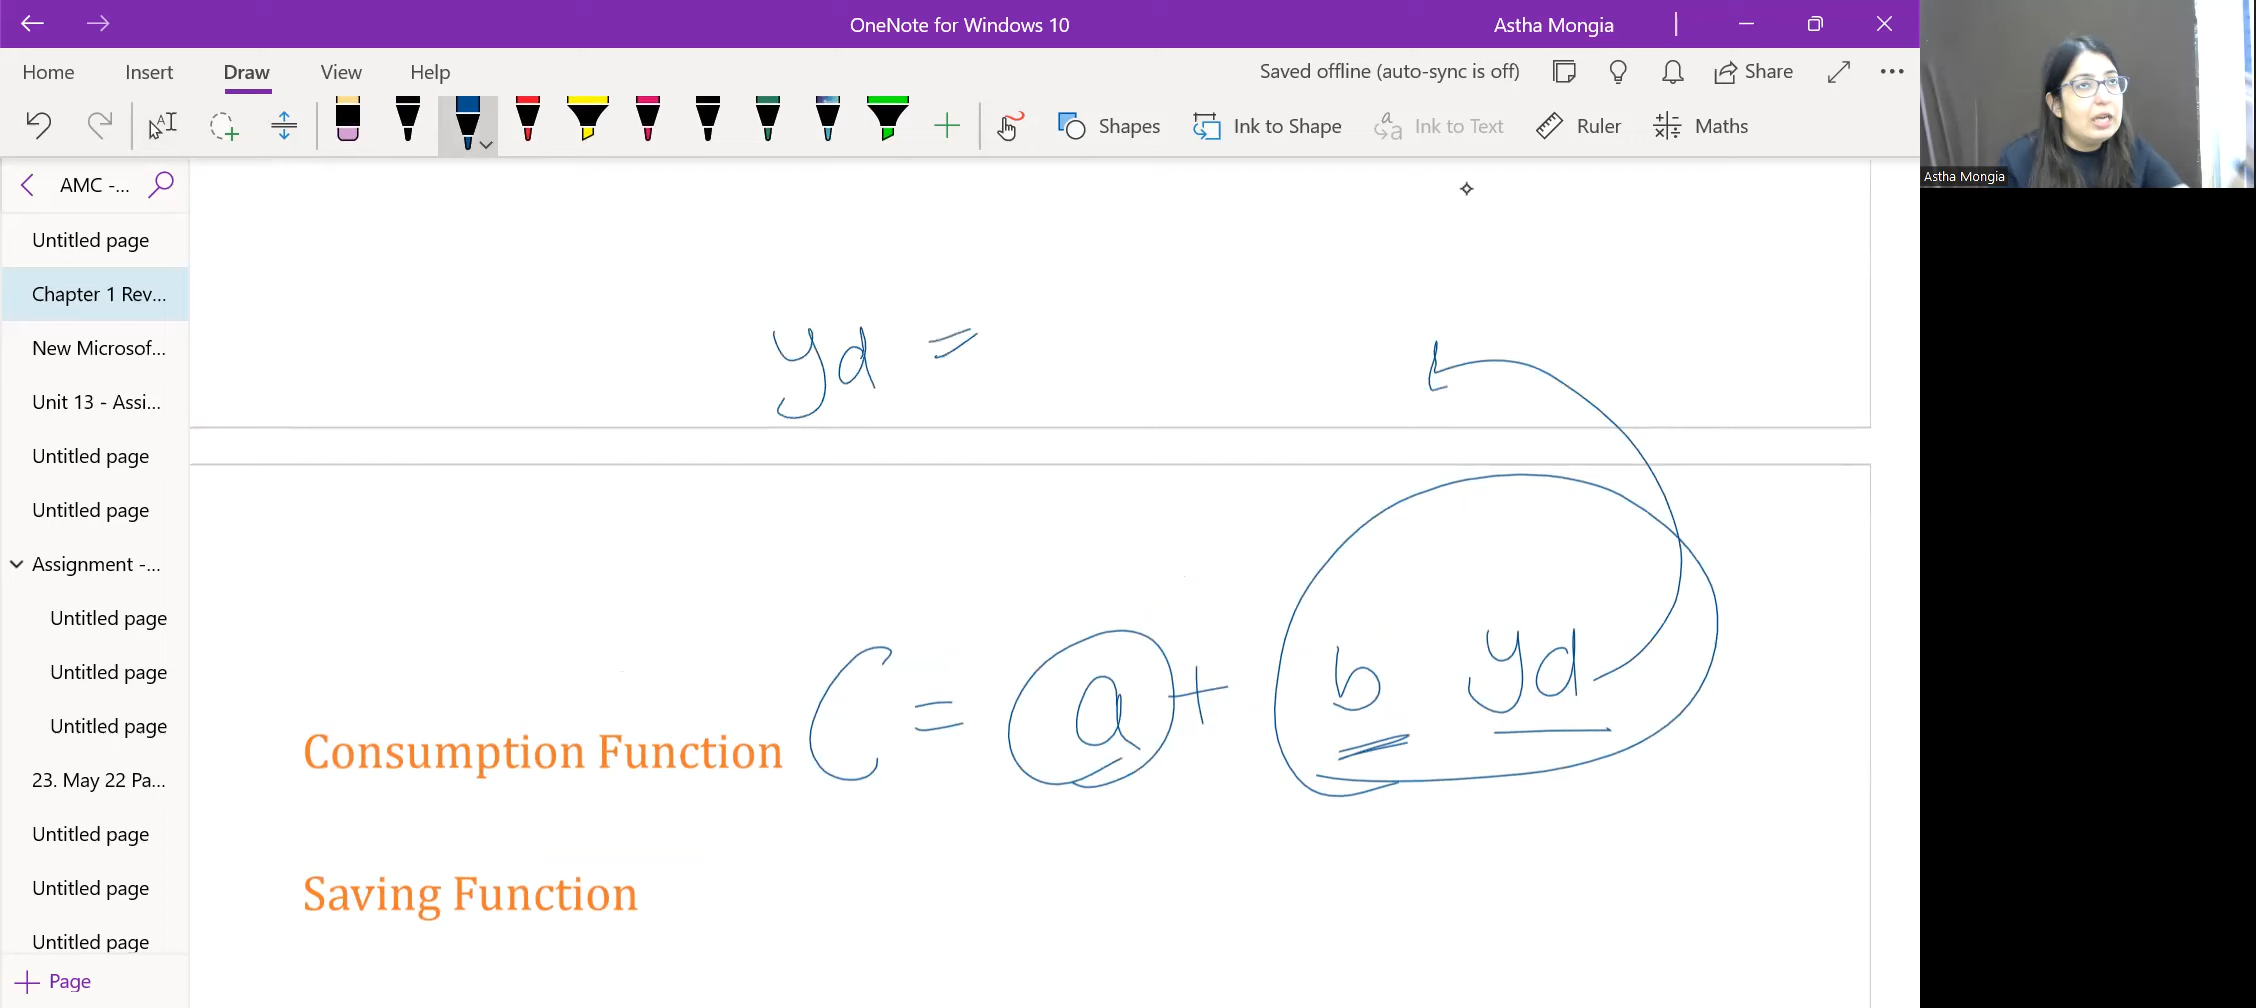 OneNote for Windows 10
Astha Mongia
Home Insert Draw View Help
Saved offline (auto-sync is off) Share
Shapes Ink to Shape Ink to Text Ruler Maths
Astha Mongia
AMC -...
Untitled page
Chapter 1 Rev...
New Microsof...
Unit 13 - Assi...
Untitled page
Untitled page
Assignment -...
Untitled page
Untitled page
Untitled page
23. May 22 Pa...
Untitled page
Untitled page
Untitled page
Page
yd =
C = a + b yd
Consumption Function
Saving Function